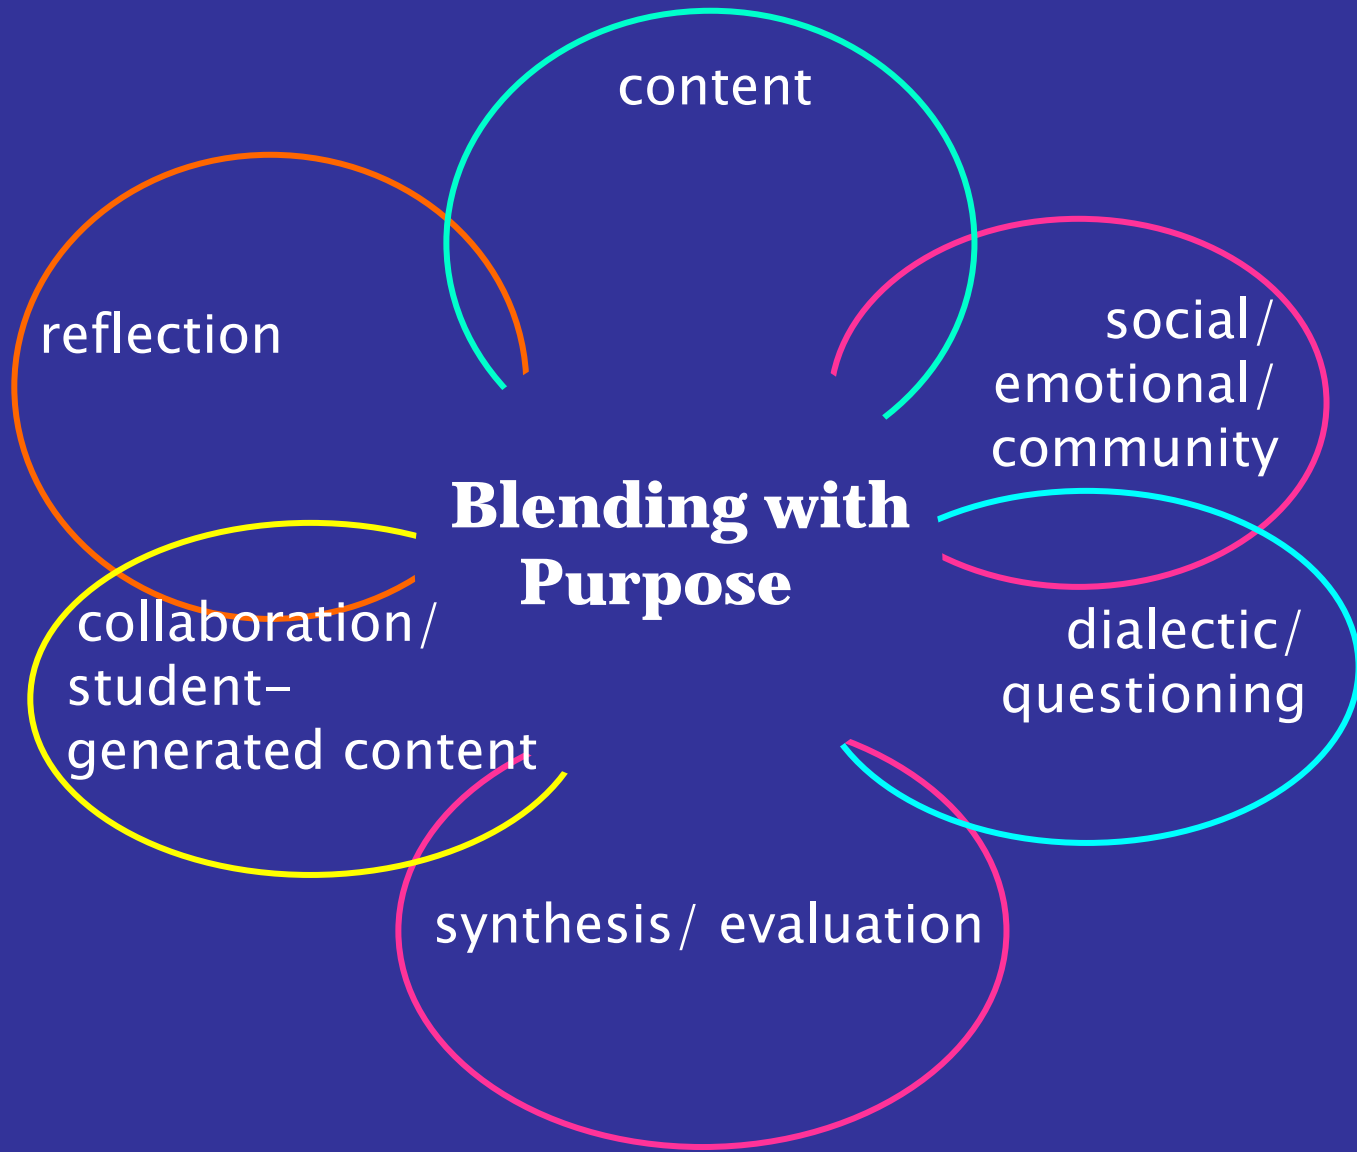 content
reflection
social/
emotional/
community
Blending with
Purpose
collaboration/
student-
generated content
dialectic/
questioning
synthesis/ evaluation